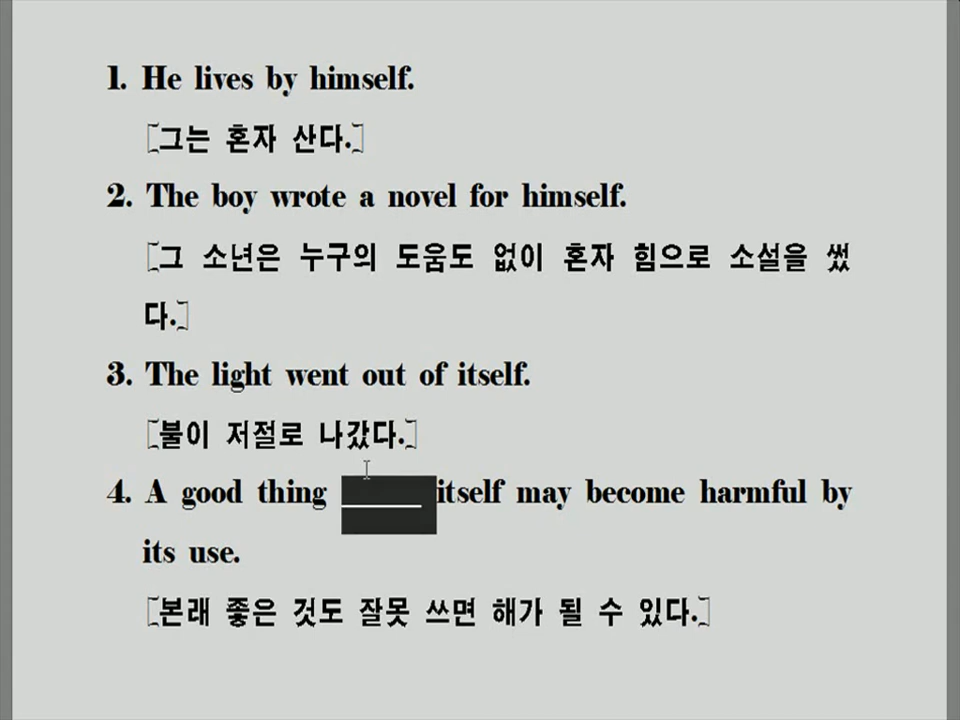 1. He lives by himself.
[그는 혼자 산다.]
2. The boy wrote a novel for himself.
[그 소년은 누구의 도움도 없이 혼자 힘으로 소설을 썼
다.]
3. The light went out of itself.
[불이 저절로 나갔다.]
4. A good thing ______ itself may become harmful by
its use.
[본래 좋은 것도 잘못 쓰면 해가 될 수 있다.]